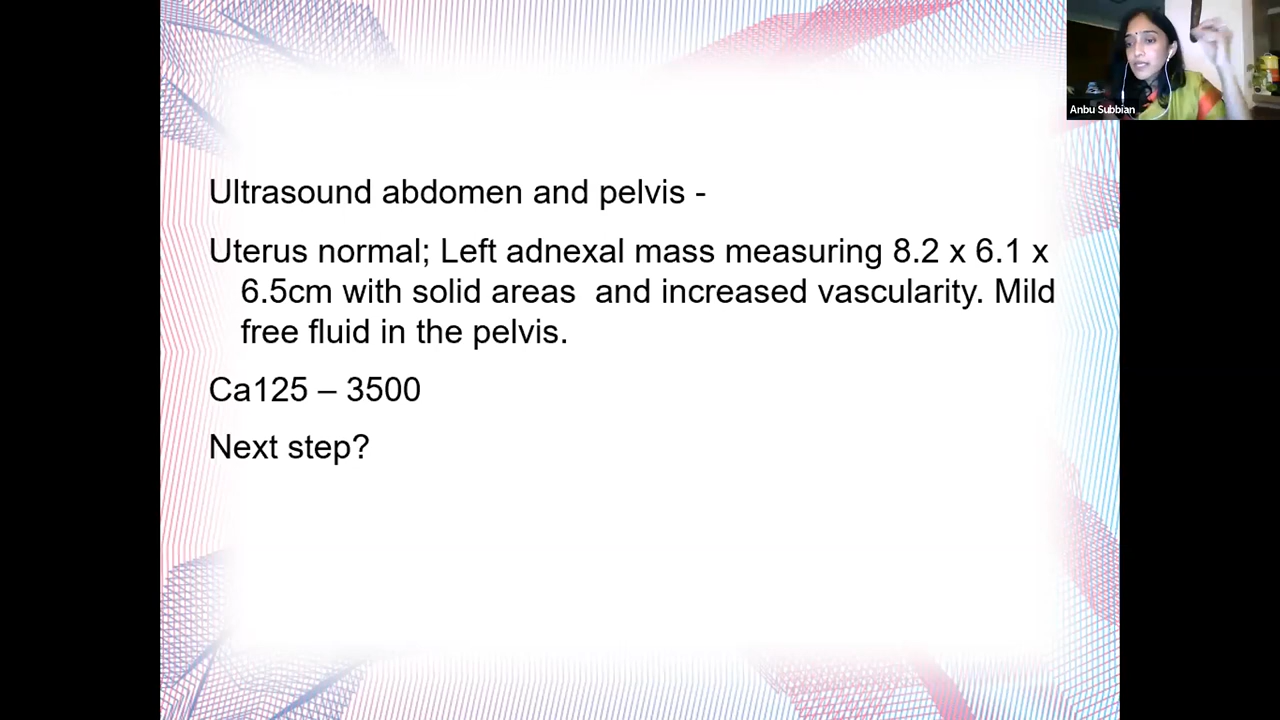 Anbu Subbian
Ultrasound abdomen and pelvis -
Uterus normal; Left adnexal mass measuring 8.2 x 6.1 x
6.5cm with solid areas  and increased vascularity. Mild
free fluid in the pelvis.
Ca125 – 3500
Next step?